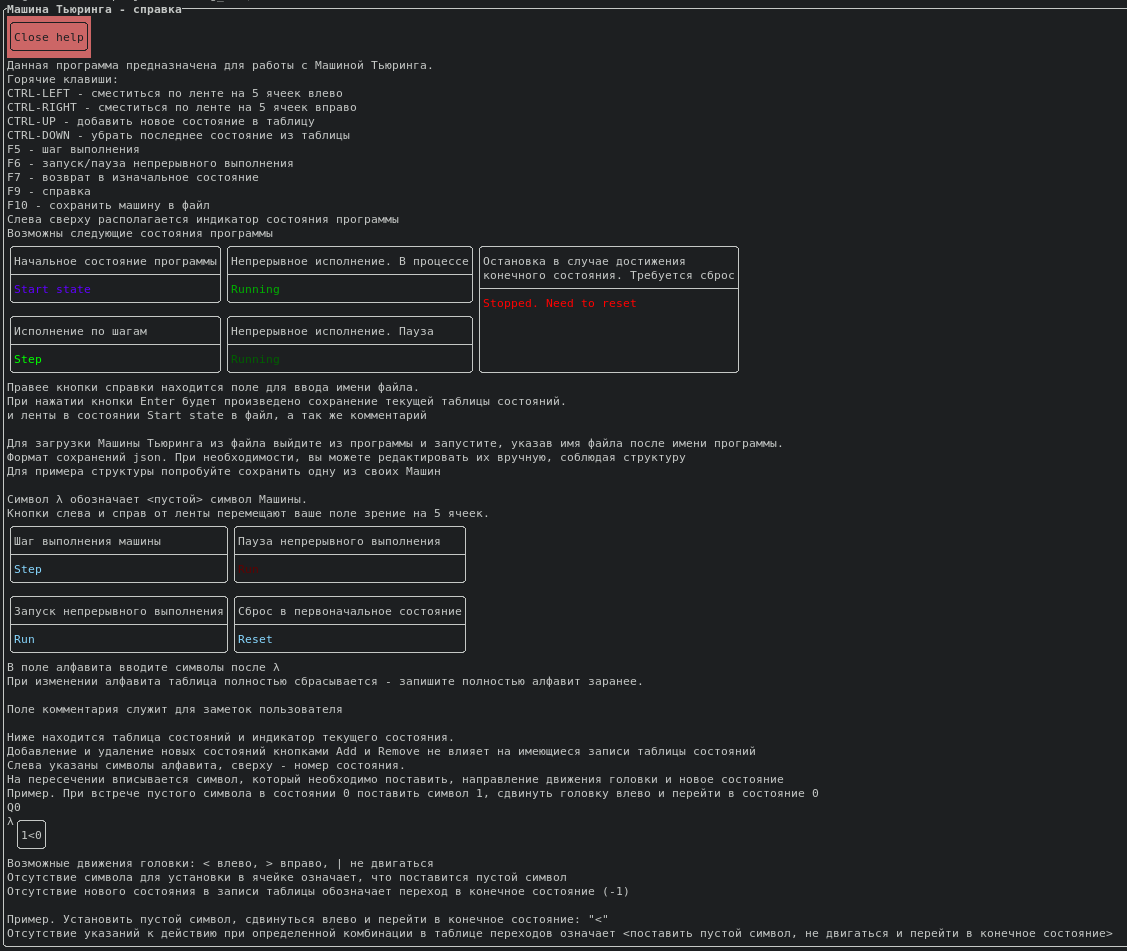 Машина Тьюринга - справка
Close help
Данная программа предназначена для работы с Машиной Тьюринга.
Горячие клавиши:
CTRL-LEFT - сместиться по ленте на 5 ячеек влево
CTRL-RIGHT - сместиться по ленте на 5 ячеек вправо
CTRL-UP - добавить новое состояние в таблицу
CTRL-DOWN - убрать последнее состояние из таблицы
F5 - шаг выполнения
F6 - запуск/пауза непрерывного выполнения
F7 - возврат в изначальное состояние
F9 - справка
F10 - сохранить машину в файл
Слева сверху располагается индикатор состояния программы
Возможны следующие состояния программы
Начальное состояние программы
Start state
Непрерывное исполнение. В процессе
Running
Остановка в случае достижения
конечного состояния. Требуется сброс
Stopped. Need to reset
Исполнение по шагам
Step
Непрерывное исполнение. Пауза
Running
Правее кнопки справки находится поле для ввода имени файла.
При нажатии кнопки Enter будет произведено сохранение текущей таблицы состояний.
и ленты в состоянии Start state в файл, а так же комментарий
Для загрузки Машины Тьюринга из файла выйдите из программы и запустите, указав имя файла после имени программы.
Формат сохранений json. При необходимости, вы можете редактировать их вручную, соблюдая структуру
Для примера структуры попробуйте сохранить одну из своих Машин
Символ λ обозначает <пустой> символ Машины.
Кнопки слева и справ от ленты перемещают ваше поле зрение на 5 ячеек.
Шаг выполнения машины
Step
Пауза непрерывного выполнения
Запуск непрерывного выполнения
Run
Сброс в первоначальное состояние
Reset
В поле алфавита вводите символы после λ
При изменении алфавита таблица полностью сбрасывается - запишите полностью алфавит заранее.
Поле комментария служит для заметок пользователя
Ниже находится таблица состояний и индикатор текущего состояния.
Добавление и удаление новых состояний кнопками Add и Remove не влияет на имеющиеся записи таблицы состояний
Слева указаны символы алфавита, сверху - номер состояния.
На пересечении вписывается символ, который необходимо поставить, направление движения головки и новое состояние
Пример. При встрече пустого символа в состоянии 0 поставить символ 1, сдвинуть головку влево и перейти в состояние 0
Q0
λ
1<0
Возможные движения головки: < влево, > вправо, | не двигаться
Отсутствие символа для установки в ячейке означает, что поставится пустой символ
Отсутствие нового состояния в записи таблицы обозначает переход в конечное состояние (-1)
Пример. Установить пустой символ, сдвинуться влево и перейти в конечное состояние: "<"
Отсутствие указаний к действию при определенной комбинации в таблице переходов означает <поставить пустой символ, не двигаться и перейти в конечное состояние>